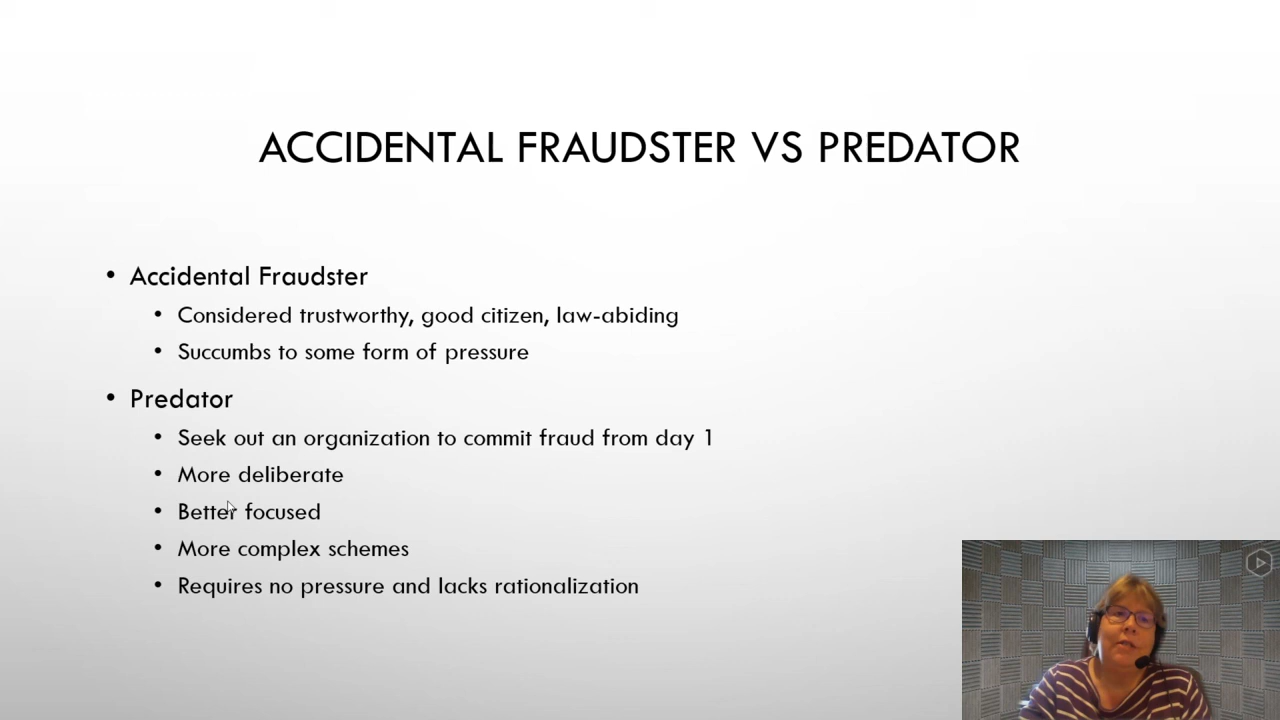 ACCIDENTAL FRAUDSTER VS PREDATOR
• Accidental Fraudster
• Considered trustworthy, good citizen, law-abiding
• Succumbs to some form of pressure
• Predator
• Seek out an organization to commit fraud from day 1
• More deliberate
• Better focused
• More complex schemes
• Requires no pressure and lacks rationalization